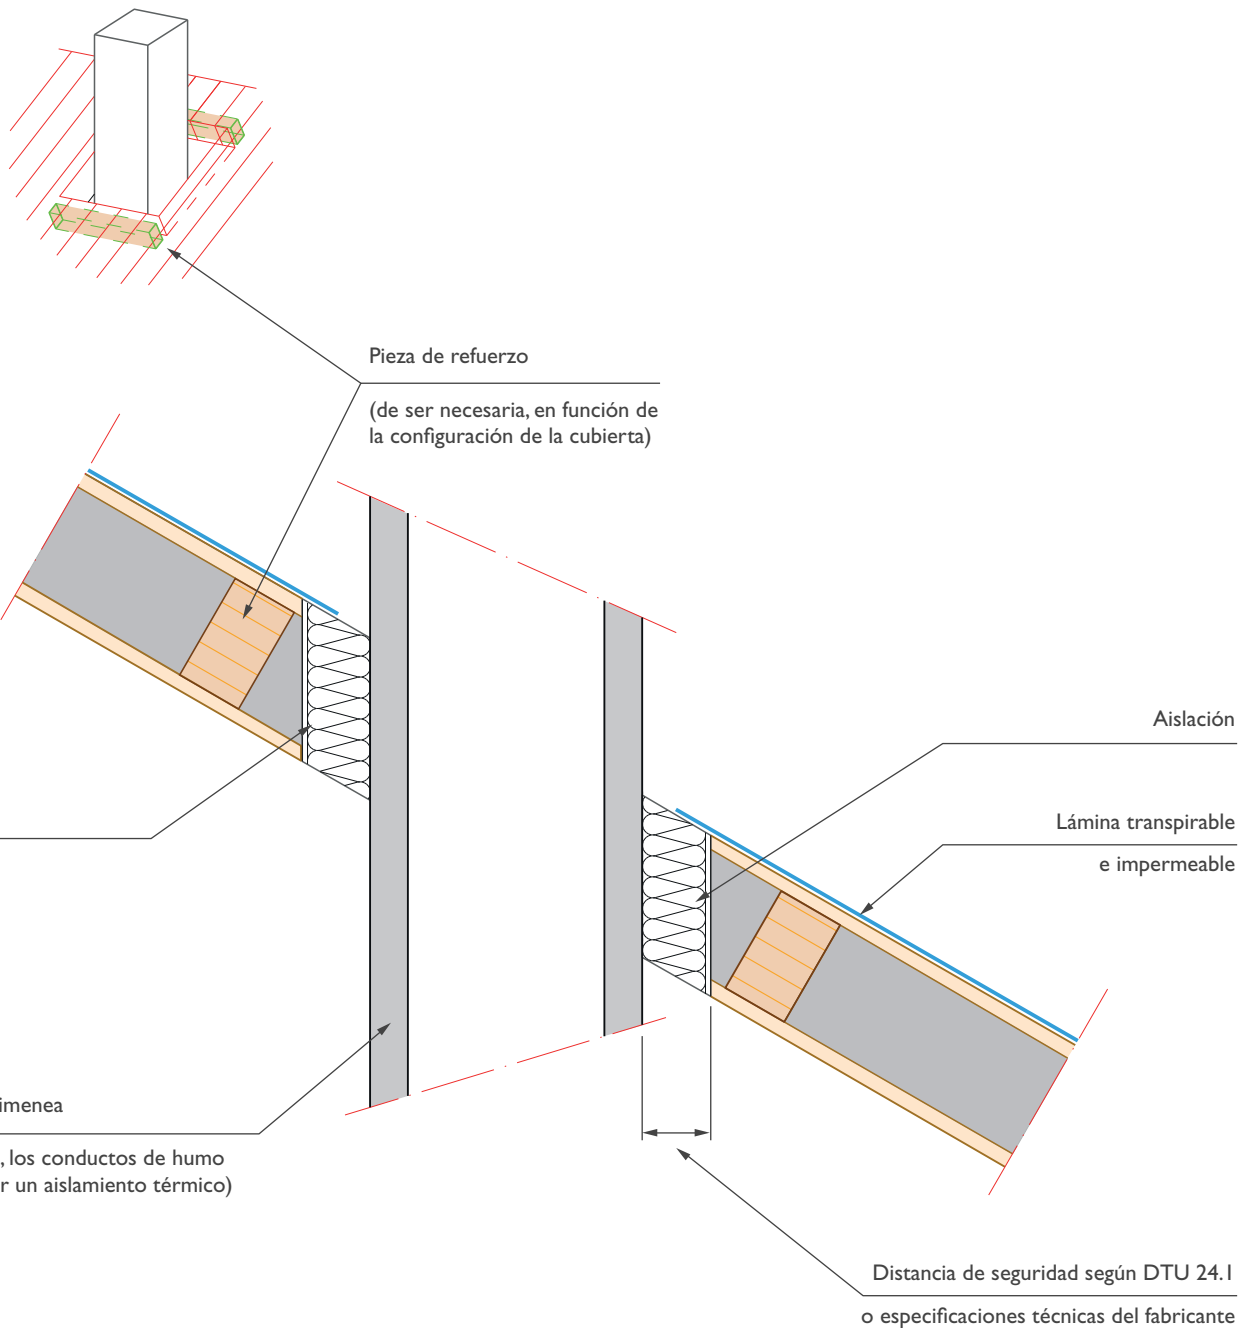 Pieza de refuerzo
(de ser necesaria, en función de
la configuración de la cubierta)
Aislación
Lámina transpirable
e impermeable
imenea
, los conductos de humo
r un aislamiento térmico)
Distancia de seguridad según DTU 24.1
o especificaciones técnicas del fabricante